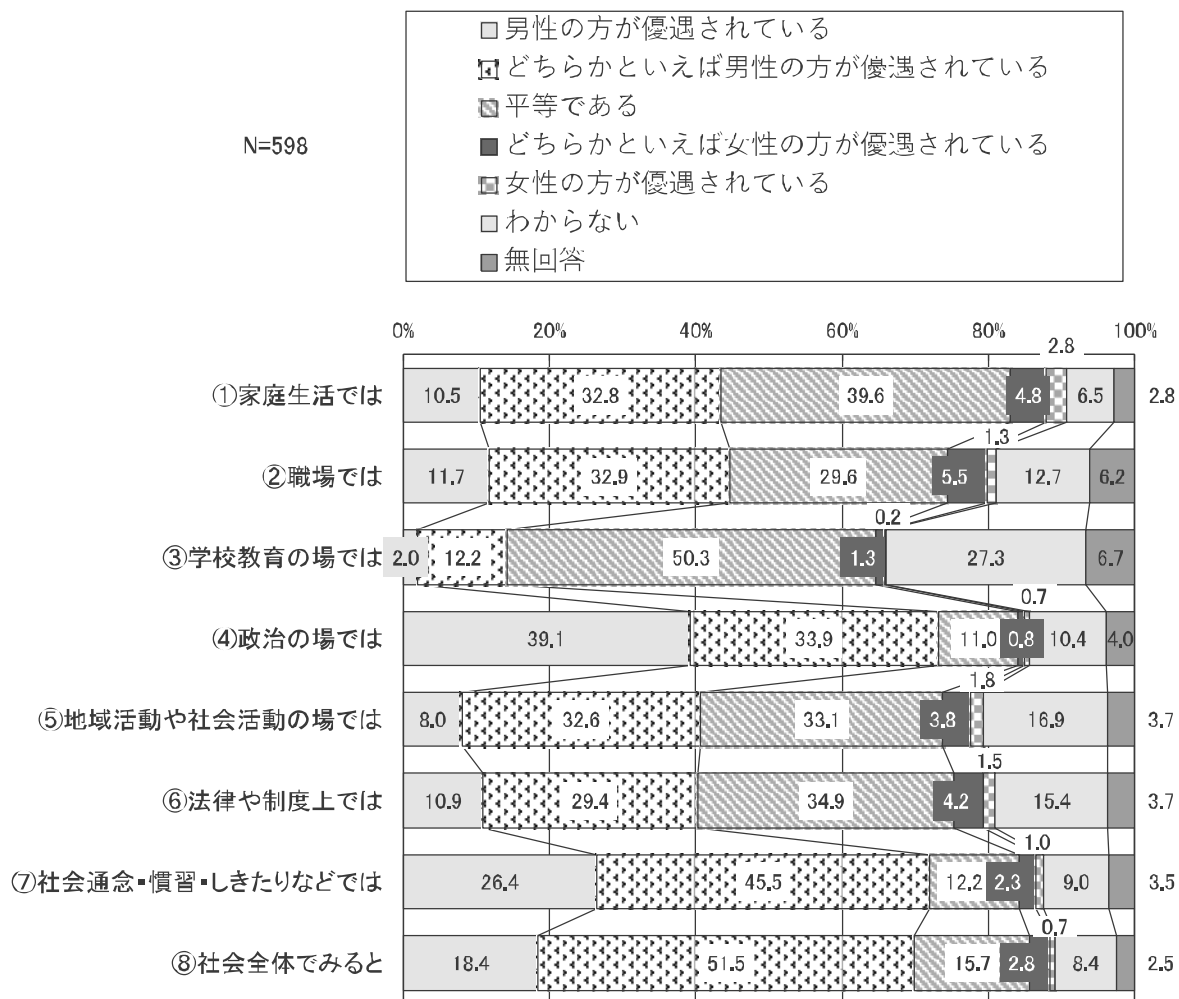 男性の方が優遇されている
どちらかといえば男性の方が優遇されている
平等である
N=598
どちらかといえば女性の方が優遇されている
女性の方が優遇されている
わからない
無回答
0% 20% 40% 60% 80% 100%
2.8
①家庭生活では 10.5 32.8 39.6 4.8 6.5 2.8
1.3
②職場では 11.7 32.9 29.6 5.5 12.7 6.2
0.2
③学校教育の場では 2.0 12.2 50.3 1.3 27.3 6.7
0.7
④政治の場では 39.1 33.9 11.0 0.8 10.4 4.0
1.8
⑤地域活動や社会活動の場では 8.0 32.6 33.1 3.8 16.9 3.7
1.5
⑥法律や制度上では 10.9 29.4 34.9 4.2 15.4 3.7
1.0
⑦社会通念・慣習・しきたりなどでは 26.4 45.5 12.2 2.3 9.0 3.5
0.7
⑧社会全体でみると 18.4 51.5 15.7 2.8 8.4 2.5